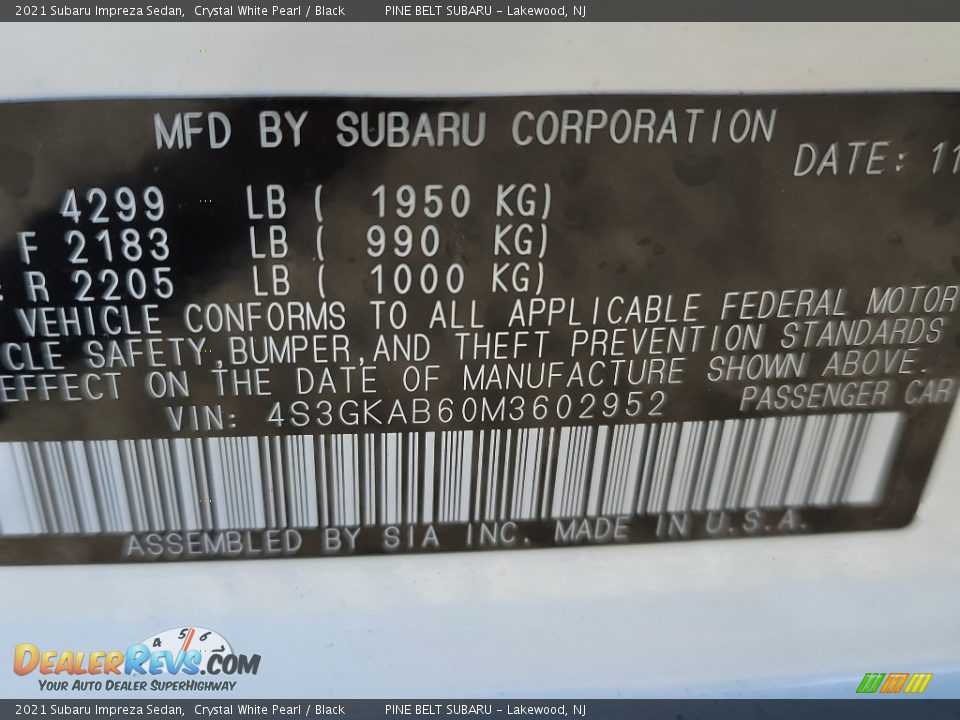 2021 Subaru Impreza Sedan, Crystal White Pearl / Black PINE BELT SUBARU - Lakewood, NJ
MFD BY SUBARU CORPORATION
DATE: 11
4299 LB ( 1950 KG)
F 2183 LB ( 990 KG)
R 2205 LB ( 1000 KG)
VEHICLE CONFORMS TO ALL APPLICABLE FEDERAL MOTOR
CLE SAFETY,BUMPER,AND THEFT PREVENTION STANDARDS
EFFECT ON THE DATE OF MANUFACTURE SHOWN ABOVE.
VIN: 4S3GKAB60M3602952 PASSENGER CAR
ASSEMBLED BY SIA INC. MADE IN U.S.A.
4 5 6
DEALERREVS.COM
YOUR AUTO DEALER SUPERHIGHWAY
2021 Subaru Impreza Sedan, Crystal White Pearl / Black PINE BELT SUBARU - Lakewood, NJ